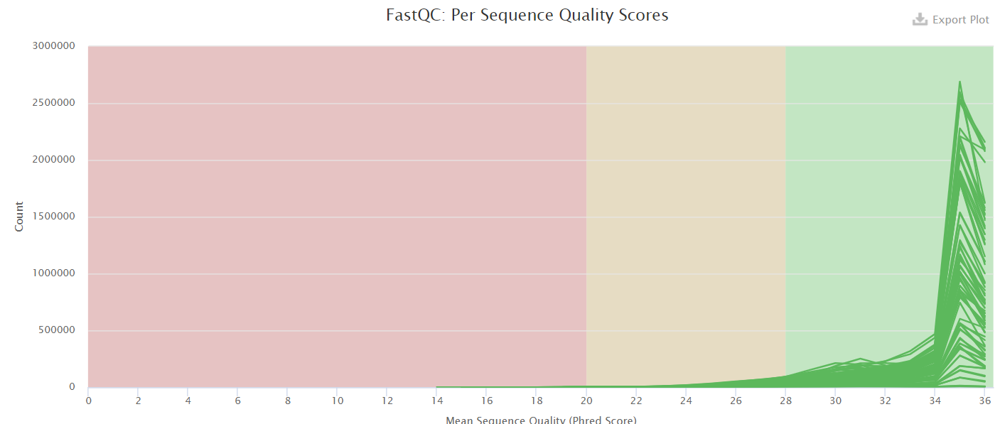 FastQC: Per Sequence Quality Scores
Export Plot
3000000
2500000
2000000
1500000
1000000
500000
0
Count
0 2 4 6 8 10 12 14 16 18 20 22 24 26 28 30 32 34 36
Mean Sequence Quality (Phred Score)